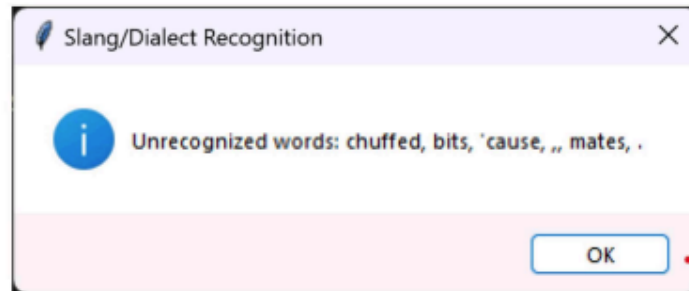 Slang/Dialect Recognition
Unrecognized words: chuffed, bits, `cause, ,, mates, .
OK